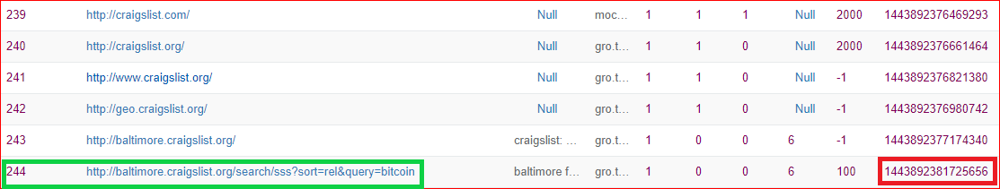 239 http://craigslist.com/ Null moc... 1 1 1 Null 2000 1443892376469293
240 http://craigslist.org/ Null gro.t... 1 1 0 Null 2000 1443892376661464
241 http://www.craigslist.org/ Null gro.t... 1 1 0 Null -1 1443892376821380
242 http://geo.craigslist.org/ Null gro.t... 1 1 0 Null -1 1443892376980742
243 http://baltimore.craigslist.org/ craigslist: ... gro.t... 1 0 0 6 -1 1443892377174340
244 http://baltimore.craigslist.org/search/sss?sort=rel&query=bitcoin baltimore f... gro.t... 1 0 0 6 100 1443892381725656